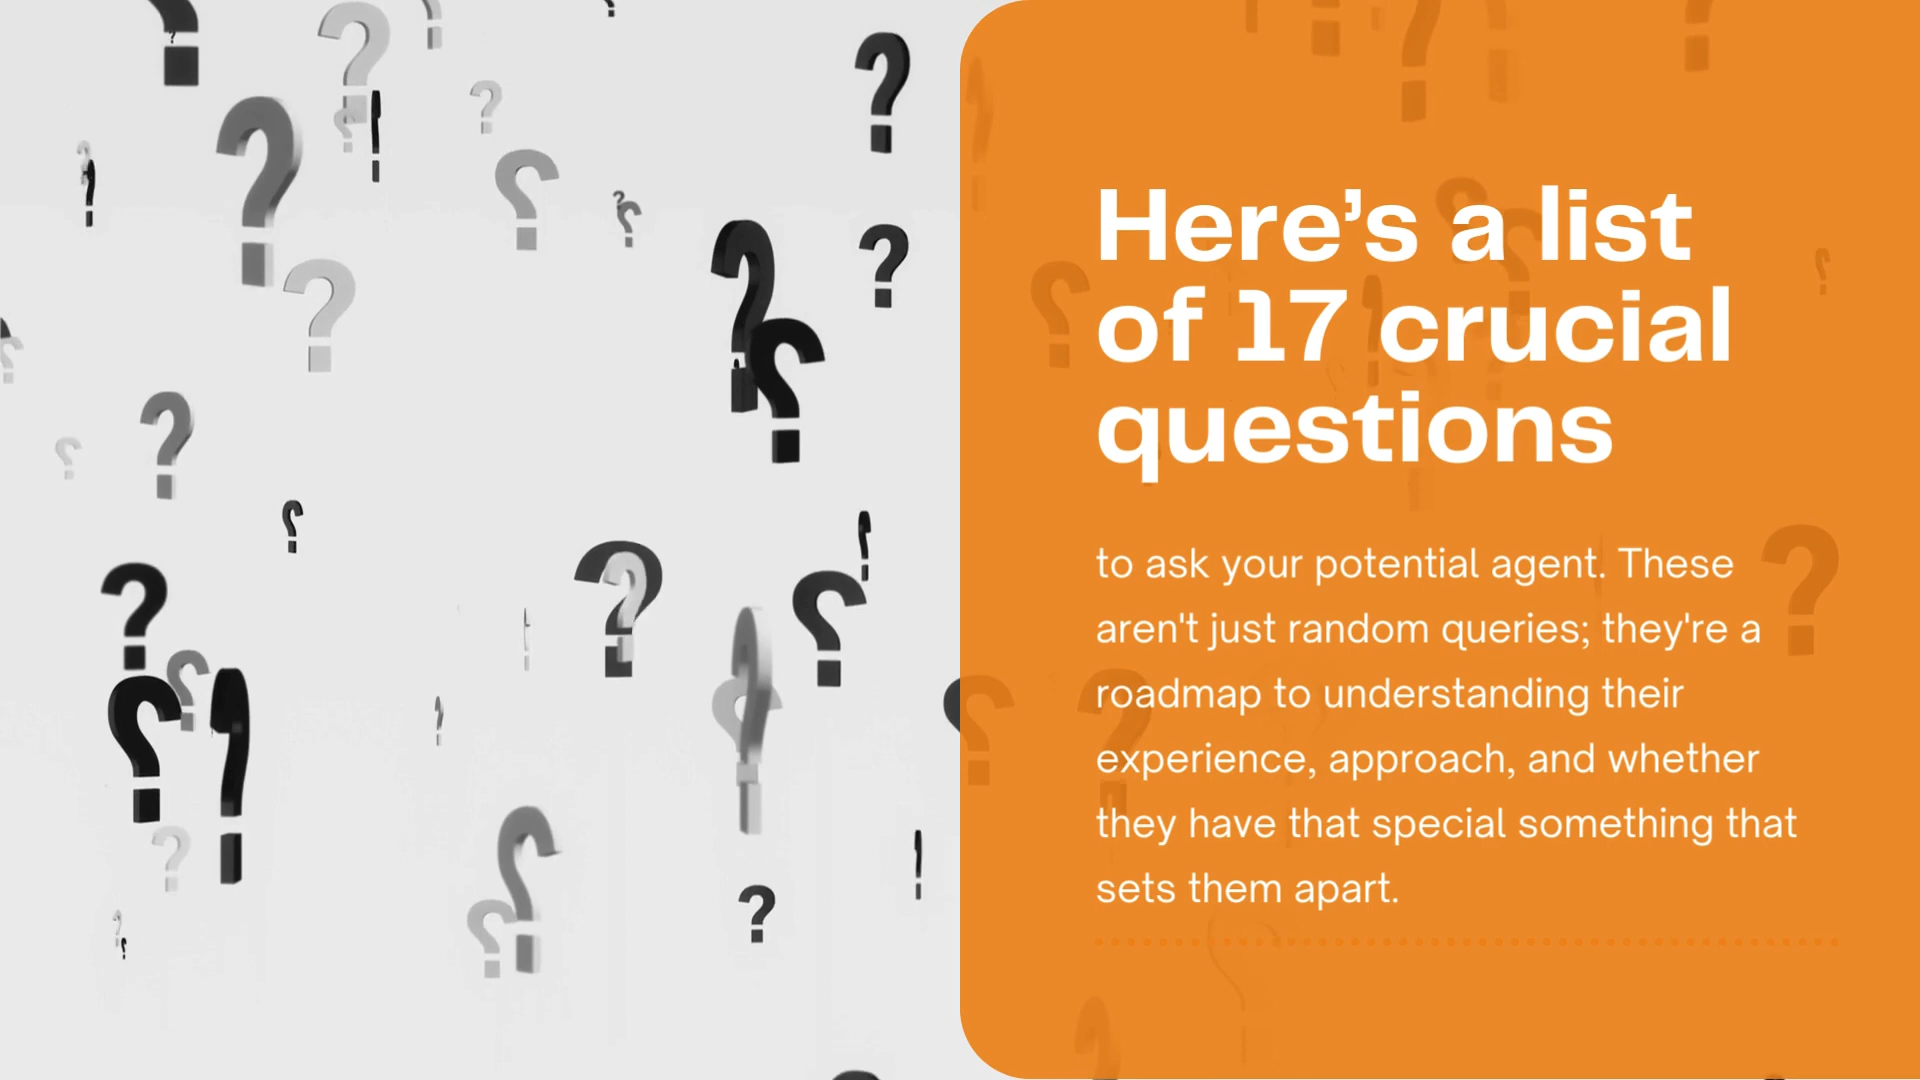 Here’s a list
of 17 crucial
questions
to ask your potential agent. These
aren't just random queries; they're a
roadmap to understanding their
experience, approach, and whether
they have that special something that
sets them apart.